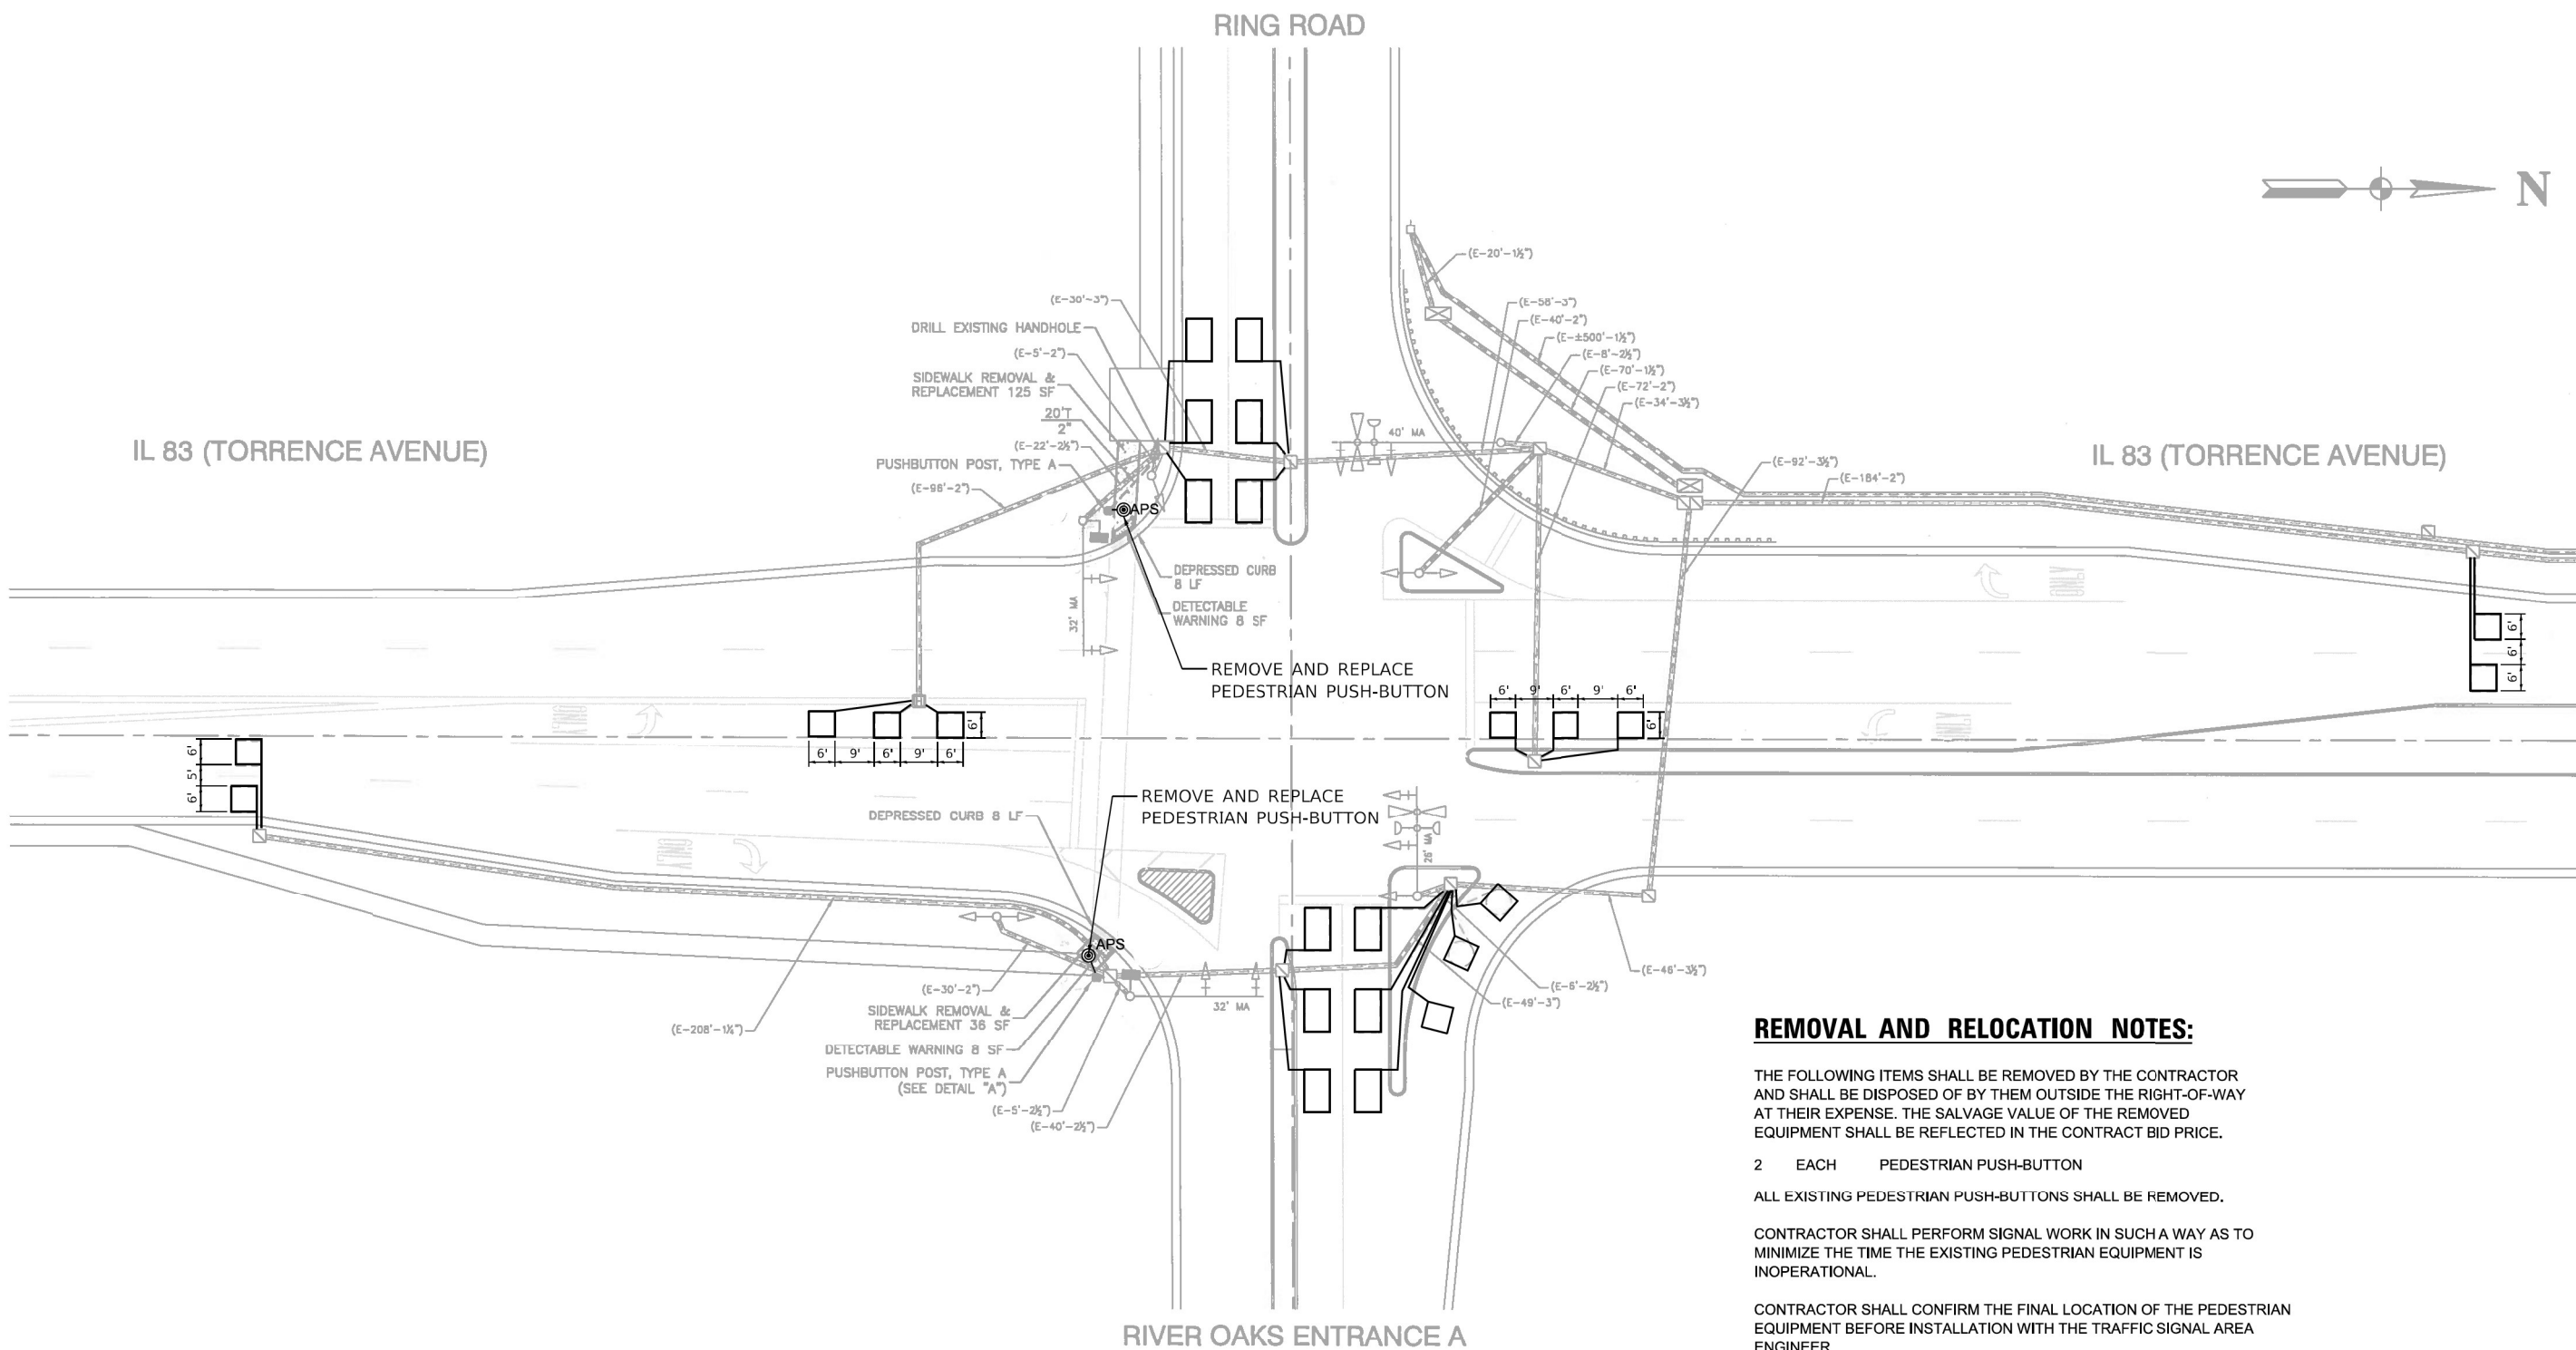 RING ROAD
N
(E-20'-1½")
(E-30'-3")
(E-58'-3")
DRILL EXISTING HANDHOLE
(E-40'-2")
(E-±500'-1½")
(E-5'-2")
(E-8'-2½")
(E-70'-1½")
SIDEWALK REMOVAL &
REPLACEMENT 125 SF
(E-72'-2")
(E-34'-3½")
20'T
2"
40' MA
(E-22'-2½")
IL 83 (TORRENCE AVENUE)
IL 83 (TORRENCE AVENUE)
PUSHBUTTON POST, TYPE A
(E-92'-3½")
(E-98'-2")
(E-184'-2")
APS
DEPRESSED CURB
8 LF
ONLY
DETECTABLE
WARNING 8 SF
32' MA
6'
6'
6'
REMOVE AND REPLACE
PEDESTRIAN PUSH-BUTTON
6' 9' 6' 9' 6'
6'
6'
ONLY
ONLY
6' 9' 6' 9' 6'
6'
5'
6'
REMOVE AND REPLACE
PEDESTRIAN PUSH-BUTTON
DEPRESSED CURB 8 LF
ONLY
26' MA
APS
(E-46'-3½")
(E-30'-2")
(E-6'-2½")
(E-49'-3")
32' MA
SIDEWALK REMOVAL &
REPLACEMENT 36 SF
DETECTABLE WARNING 8 SF
PUSHBUTTON POST, TYPE A
(SEE DETAIL "A")
(E-5'-2½")
(E-40'-2½")
RIVER OAKS ENTRANCE A
REMOVAL AND RELOCATION NOTES:
THE FOLLOWING ITEMS SHALL BE REMOVED BY THE CONTRACTOR
AND SHALL BE DISPOSED OF BY THEM OUTSIDE THE RIGHT-OF-WAY
AT THEIR EXPENSE. THE SALVAGE VALUE OF THE REMOVED
EQUIPMENT SHALL BE REFLECTED IN THE CONTRACT BID PRICE.
2 EACH PEDESTRIAN PUSH-BUTTON
ALL EXISTING PEDESTRIAN PUSH-BUTTONS SHALL BE REMOVED.
CONTRACTOR SHALL PERFORM SIGNAL WORK IN SUCH A WAY AS TO
MINIMIZE THE TIME THE EXISTING PEDESTRIAN EQUIPMENT IS
INOPERATIONAL.
CONTRACTOR SHALL CONFIRM THE FINAL LOCATION OF THE PEDESTRIAN
EQUIPMENT BEFORE INSTALLATION WITH THE TRAFFIC SIGNAL AREA
ENGINEER